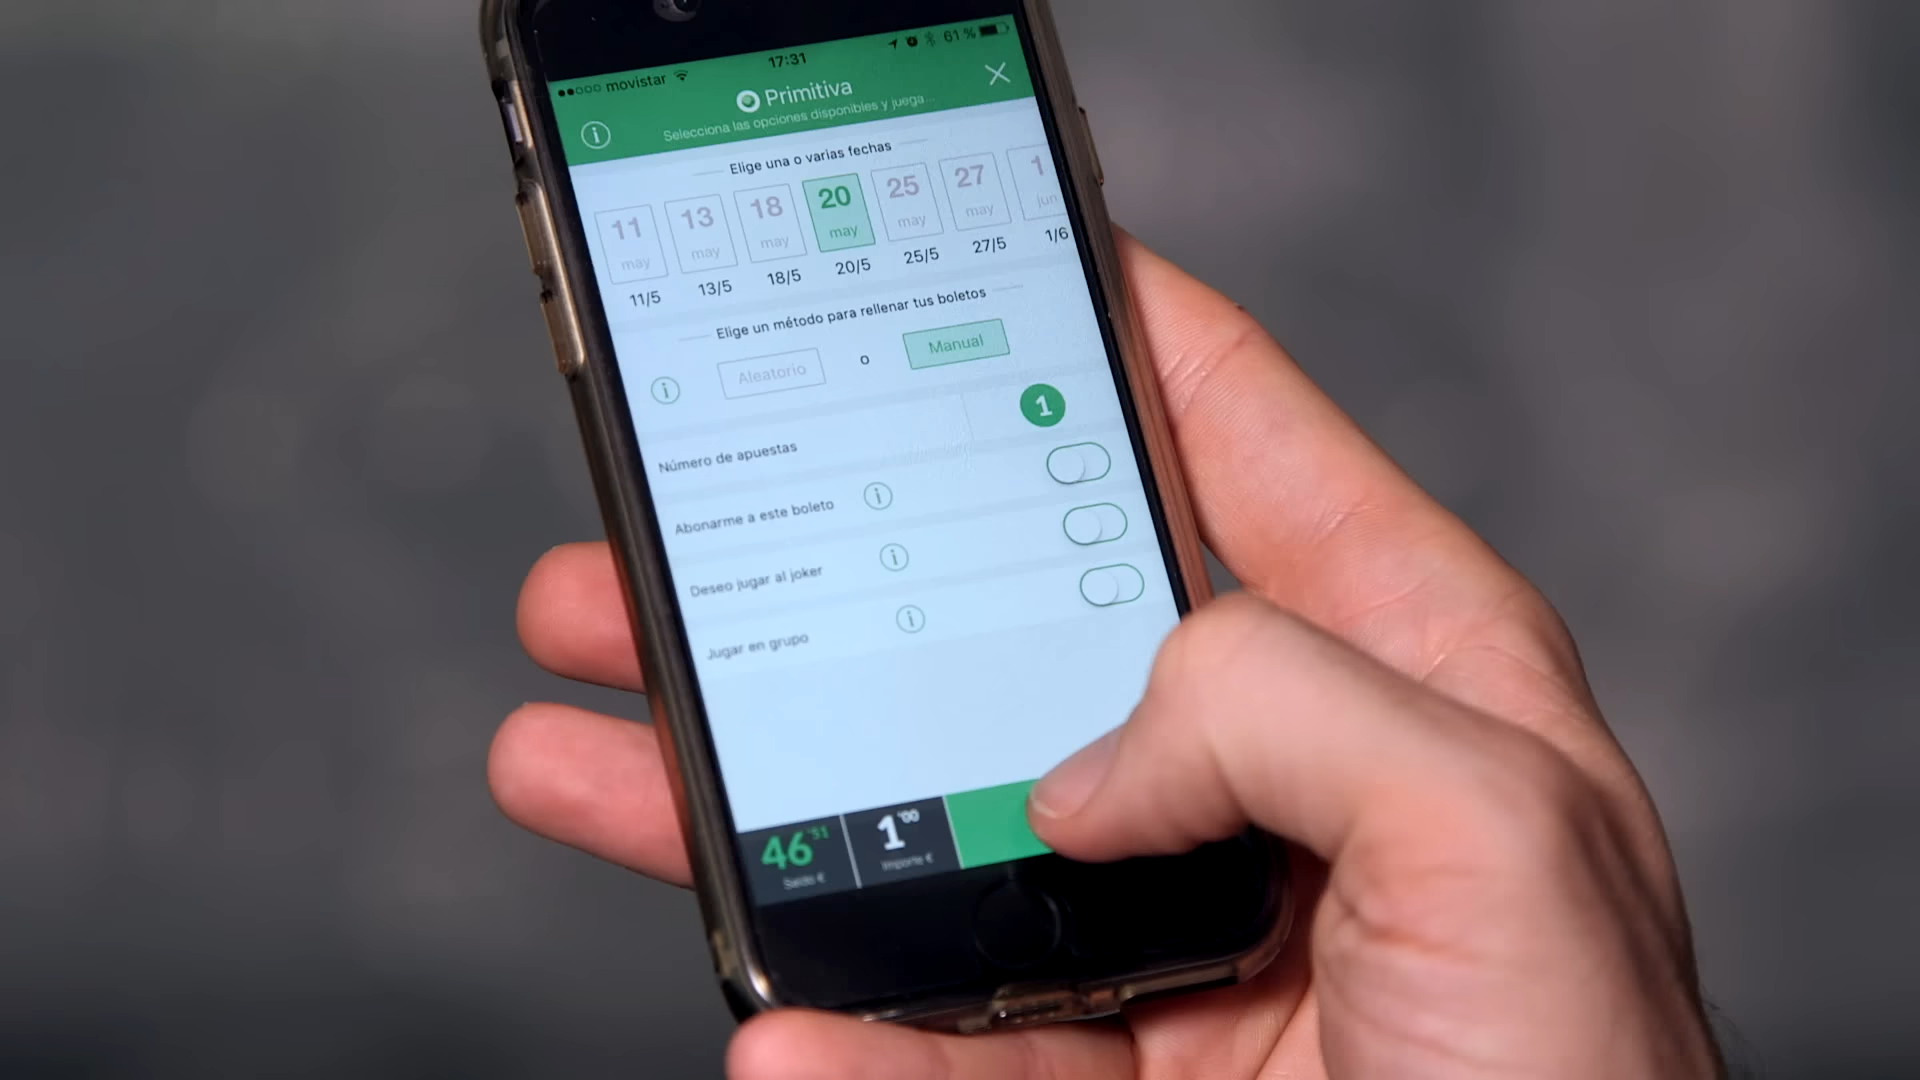 movistar 17:31 61 %
Primitiva
Selecciona las opciones disponibles y juega...
Elige una o varias fechas
11 13 18 20 25 27 1
may may may may may may jun
11/5 13/5 18/5 20/5 25/5 27/5 1/6
Elige un método para rellenar tus boletos
Aleatorio o Manual
Número de apuestas 1
Abonarme a este boleto
Deseo jugar al joker
Jugar en grupo
46'51 1'00
Saldo € Importe €